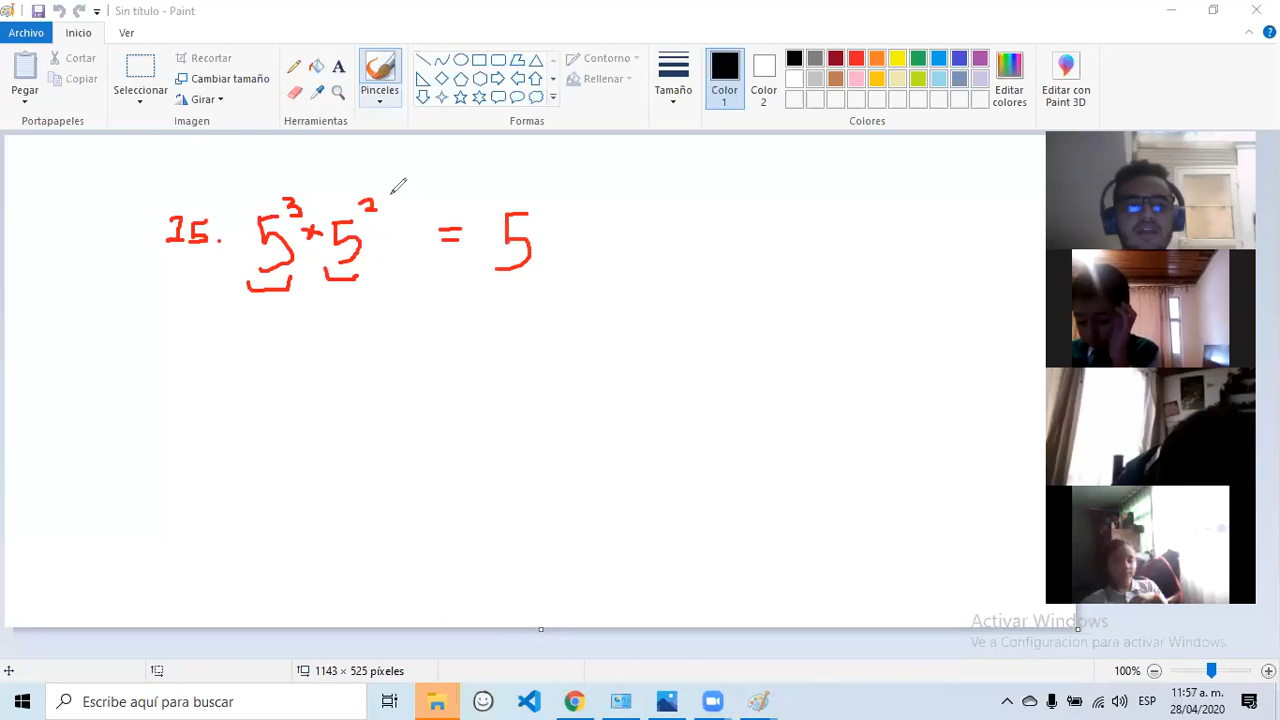 Sin título - Paint
Archivo Inicio Ver
Pegar
Cortar
Copiar
Portapapeles
Seleccionar
Recortar
Cambiar tamaño
Girar
Imagen
A
Herramientas
Pinceles
Contorno
Rellenar
Formas
Tamaño
Color 1
Color 2
Editar colores
Colores
Editar con Paint 3D
15. 5³ × 5² = 5
Activar Windows
Ve a Configuración para activar Windows.
1143 × 525 píxeles
100%
Escribe aquí para buscar
ESP
11:57 a. m.
28/04/2020